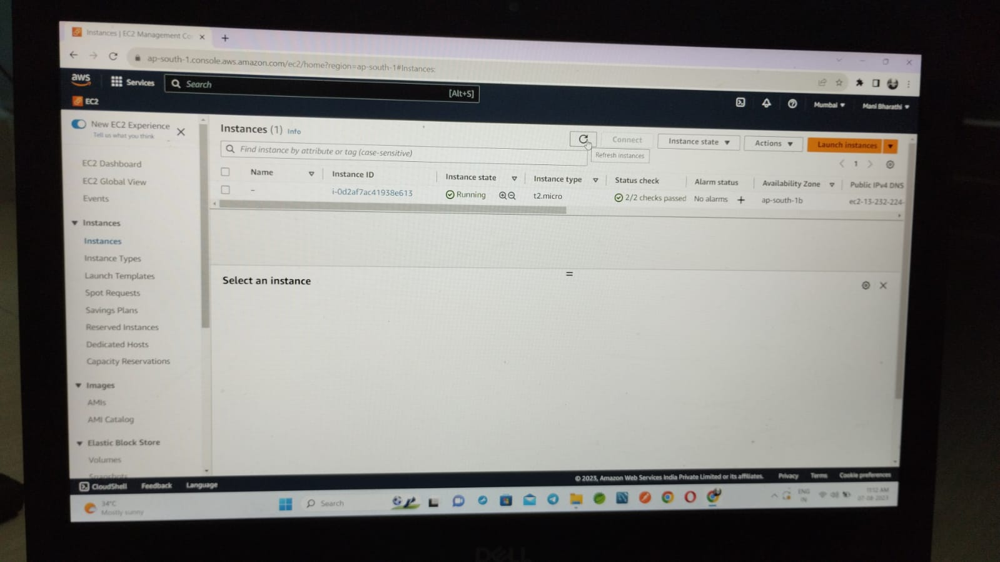 Instances | EC2 Management Co
ap-south-1.console.aws.amazon.com/ec2/home?region=ap-south-1#Instances:
aws
Services
Search
[Alt+S]
Mumbai
Mani Bharathi
EC2
New EC2 Experience
Tell us what you think
EC2 Dashboard
EC2 Global View
Events
Instances
Instances
Instance Types
Launch Templates
Spot Requests
Savings Plans
Reserved Instances
Dedicated Hosts
Capacity Reservations
Images
AMIs
AMI Catalog
Elastic Block Store
Volumes
Snapshots
Instances (1) Info
Connect
Instance state
Actions
Launch instances
Find instance by attribute or tag (case-sensitive)
Refresh instances
1
Name Instance ID Instance state Instance type Status check Alarm status Availability Zone Public IPv4 DNS
– i-0d2af7ac41938e613 Running t2.micro 2/2 checks passed No alarms + ap-south-1b ec2-13-232-224-
Select an instance
CloudShell Feedback Language
© 2023, Amazon Web Services India Private Limited or its affiliates. Privacy Terms Cookie preferences
34°C
Mostly sunny
Search
ENG
IN
11:12 AM
07-08-2023
DELL